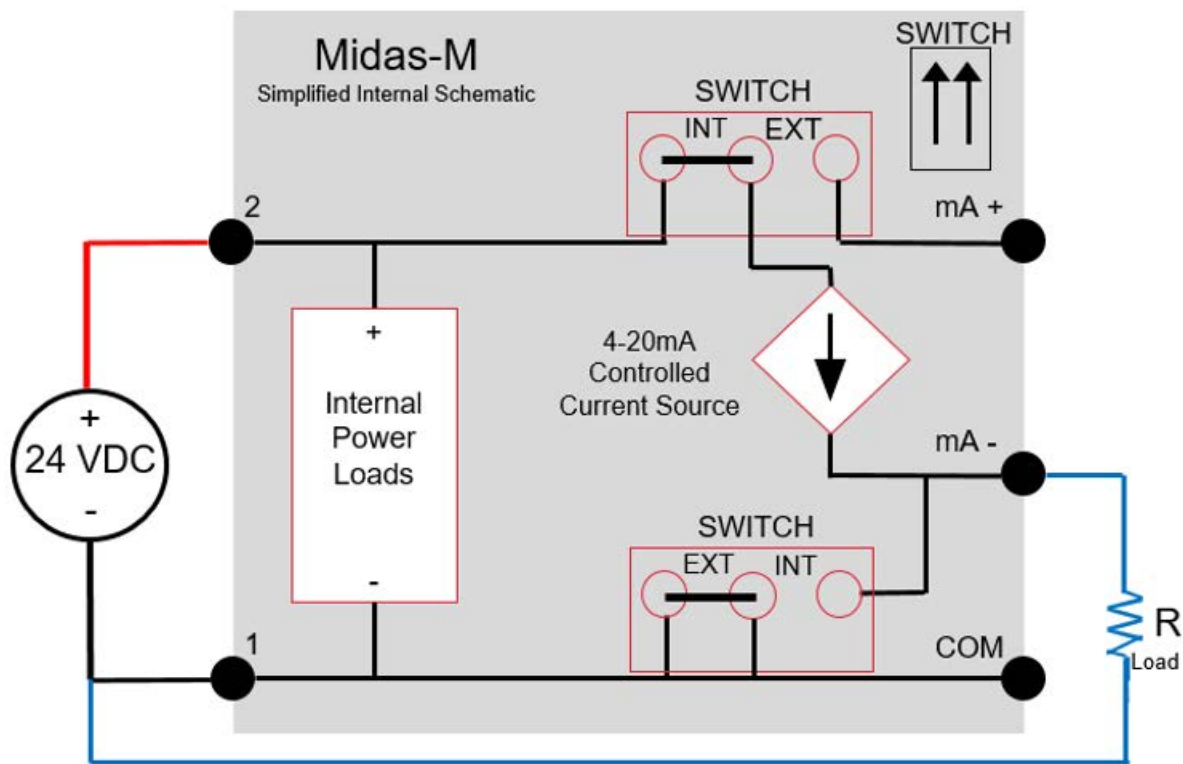 Midas-M
Simplified Internal Schematic
SWITCH
SWITCH
INT EXT
2
mA +
+
Internal
Power
Loads
-
4-20mA
Controlled
Current Source
+
24 VDC
-
mA -
SWITCH
EXT INT
1
COM
R
Load